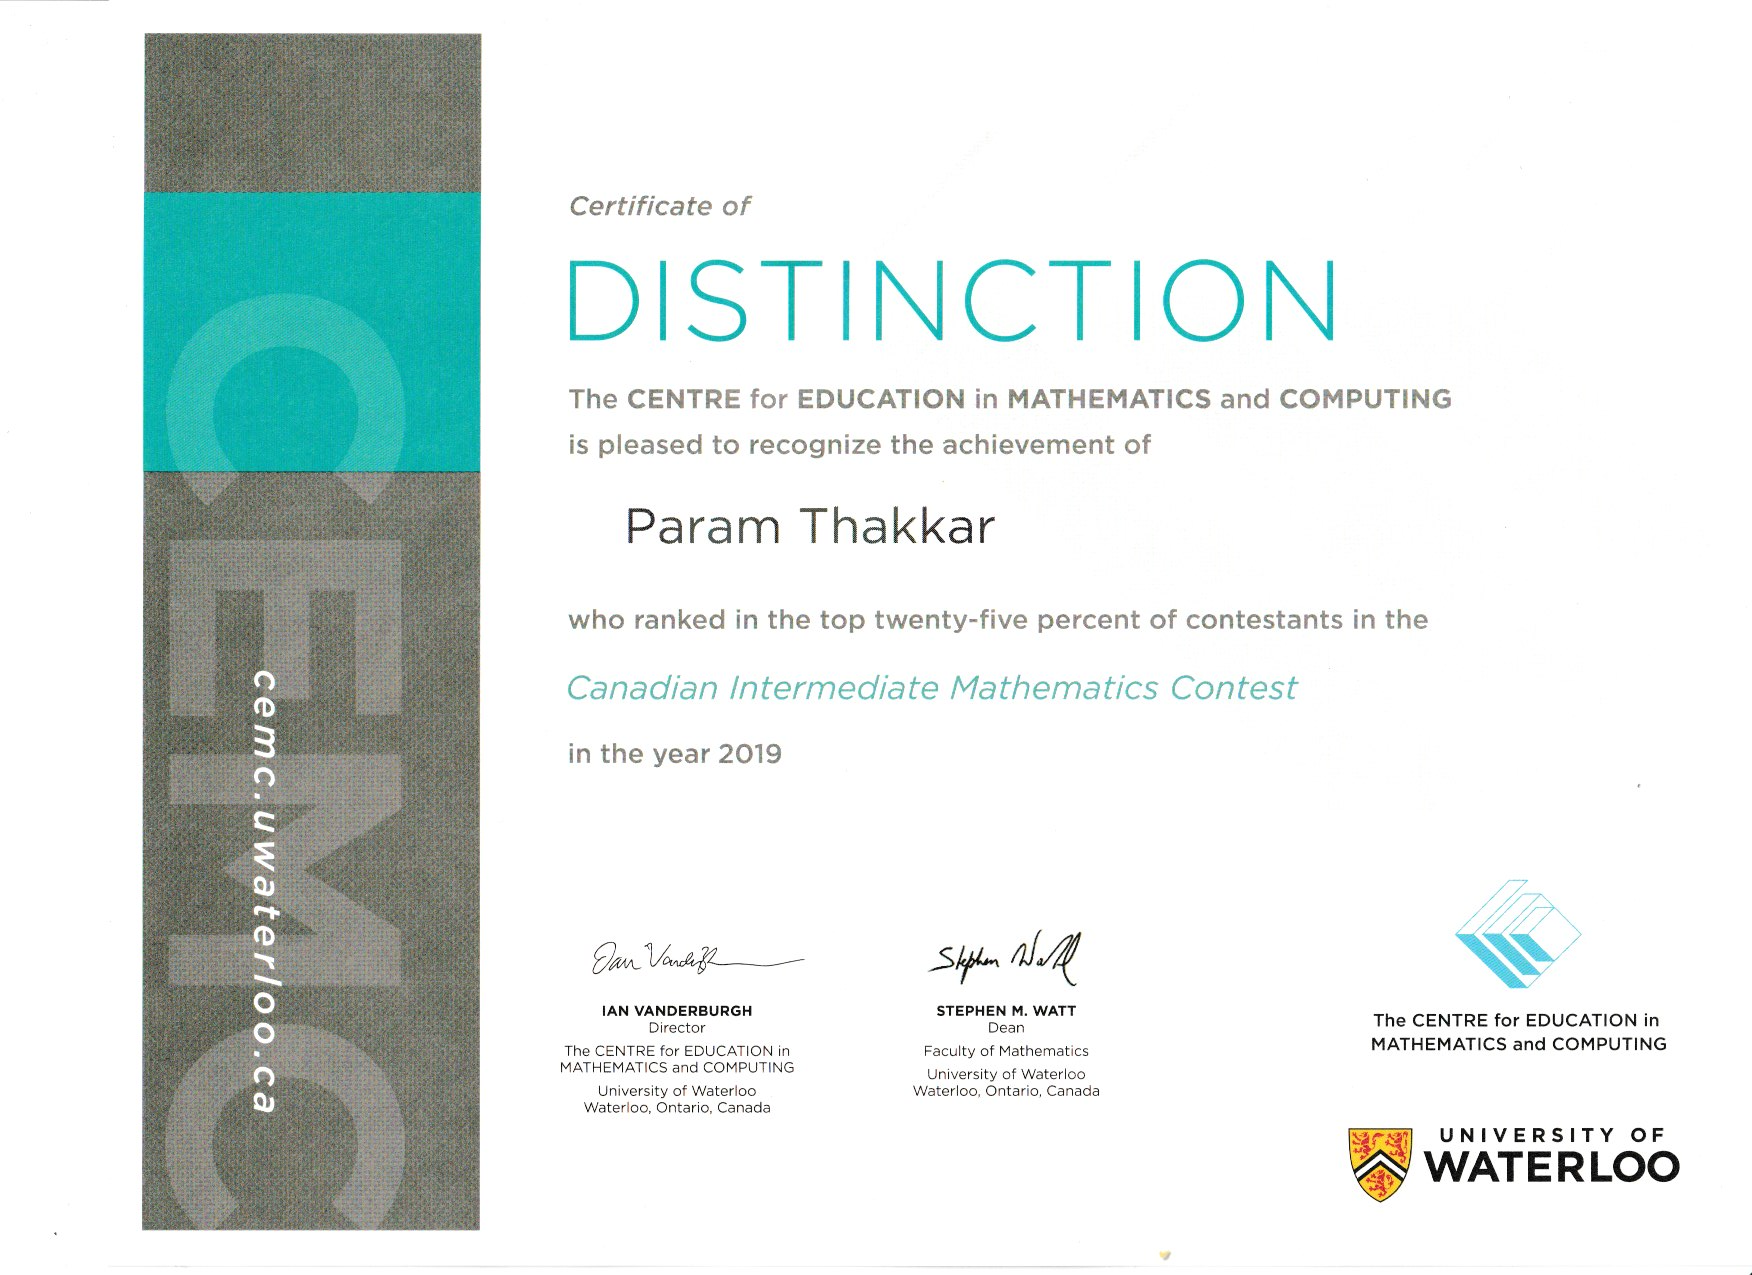 CEMC
cemc.uwaterloo.ca
Certificate of
DISTINCTION
The CENTRE for EDUCATION in MATHEMATICS and COMPUTING
is pleased to recognize the achievement of
Param Thakkar
who ranked in the top twenty-five percent of contestants in the
Canadian Intermediate Mathematics Contest
in the year 2019
Ian Vanderburgh
IAN VANDERBURGH
Director
The CENTRE for EDUCATION in
MATHEMATICS and COMPUTING
University of Waterloo
Waterloo, Ontario, Canada
Stephen Watt
STEPHEN M. WATT
Dean
Faculty of Mathematics
University of Waterloo
Waterloo, Ontario, Canada
The CENTRE for EDUCATION in
MATHEMATICS and COMPUTING
UNIVERSITY OF
WATERLOO